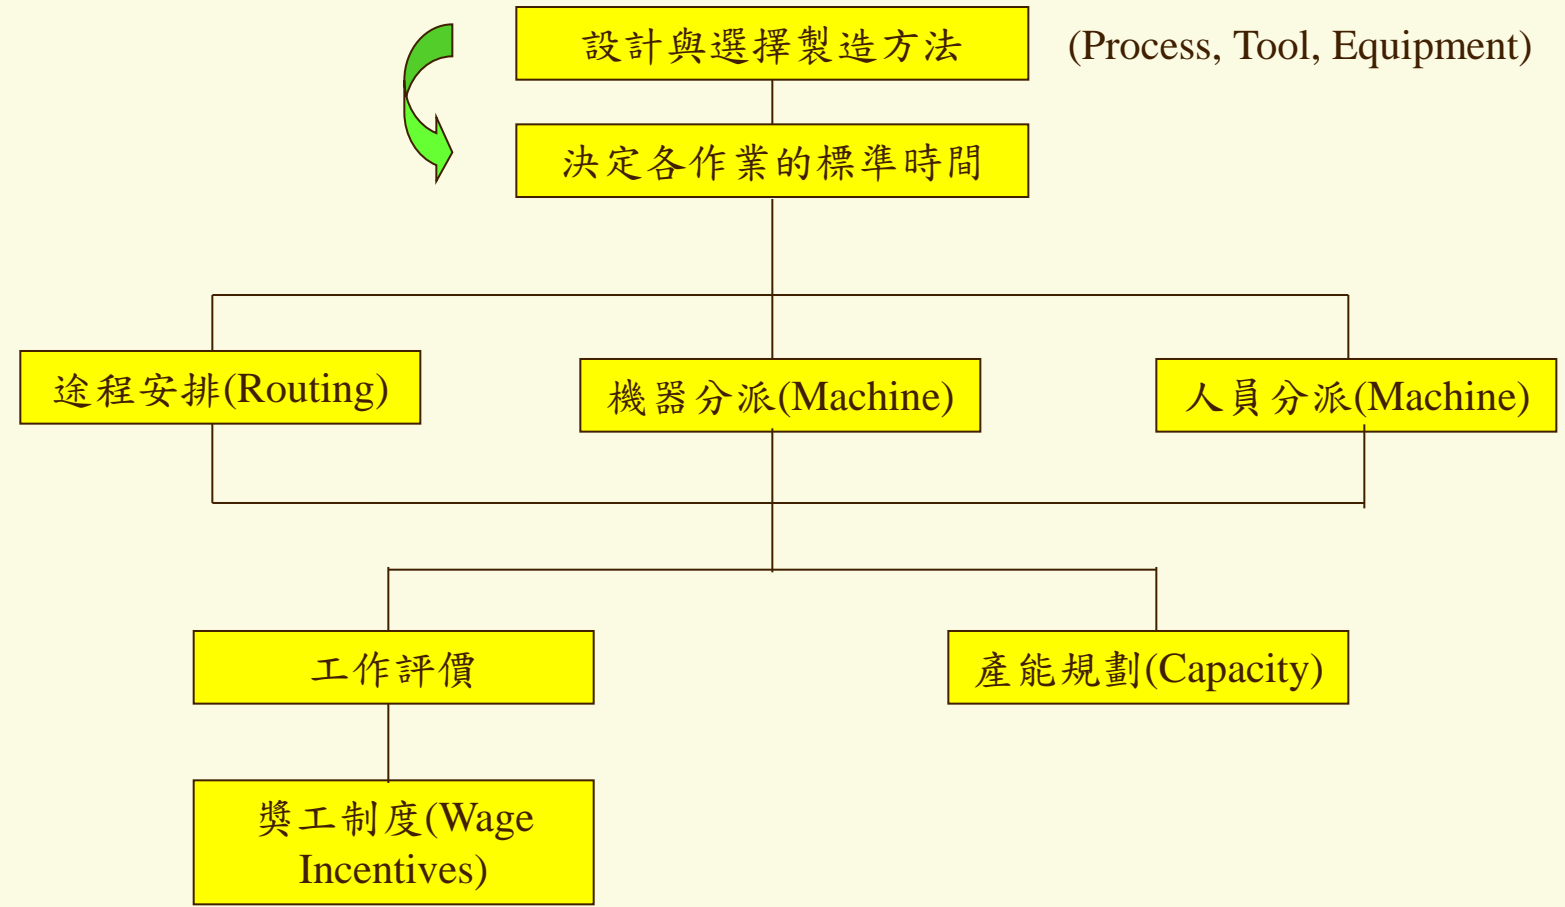 設計與選擇製造方法
(Process, Tool, Equipment)
決定各作業的標準時間
途程安排(Routing)
機器分派(Machine)
人員分派(Machine)
工作評價
產能規劃(Capacity)
獎工制度(Wage
Incentives)